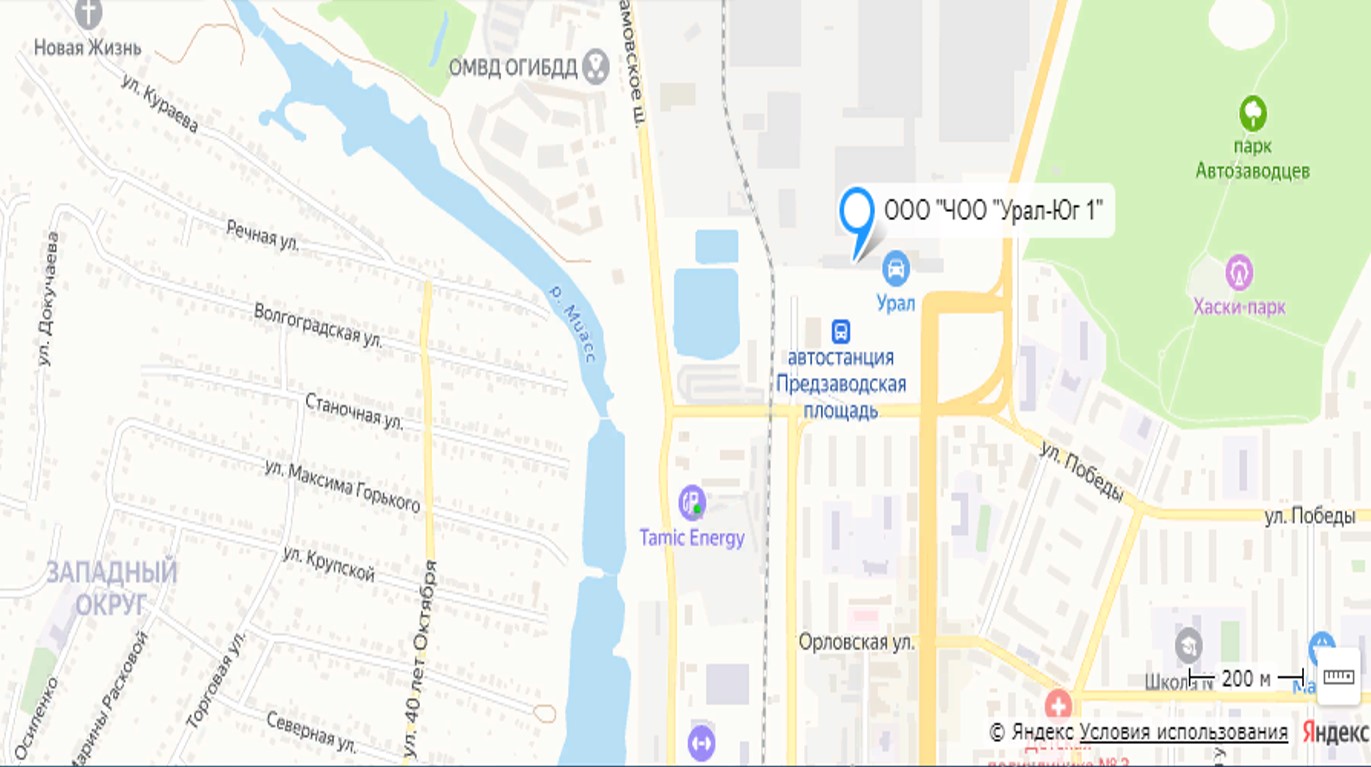 Новая Жизнь
ул. Кураева
ОМВД ОГИБДД
амовское ш.
парк
Автозаводцев
ООО "ЧОО "Урал-Юг 1"
Речная ул.
ул. Докучаева
Урал
Хаски-парк
Волгоградская ул.
р. Миасс
автостанция
Предзаводская
площадь
Станочная ул.
ул. Максима Горького
ул. Победы
ул. Победы
Tamic Energy
ул. Крупской
ЗАПАДНЫЙ
ОКРУГ
ул. 40 лет Октября
Орловская ул.
Осипенко
Марины Расковой
Торговая ул.
Северная ул.
Школа N
200 м
Ма
© Яндекс Условия использования
Яндекс